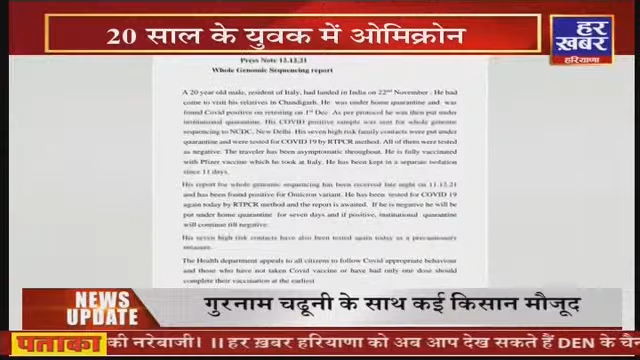 20 साल के युवक में ओमिक्रोन
हर
ख़बर
हरियाणा
Press Note 12.12.21
Whole Genomic Sequencing report
A 20 year old male, resident of Italy, had landed in India on 22nd November . He had
come to visit his relatives in Chandigarh. He was under home quarantine and was
found Covid positive on retesting on 1st Dec. As per protocol he was then put under
institutional quarantine. His COVID positive sample was sent for whole genome
sequencing to NCDC, New Delhi. His seven high risk family contacts were put under
quarantine and were tested for COVID 19 by RTPCR method. All of them were tested
as negative. The traveler has been asymptomatic throughout. He is fully vaccinated
with Pfizer vaccine which he took at Italy. He has been kept in a separate isolation
since 11 days.
His report for whole genomic sequencing has been received late night on 11.12.21
and has been found positive for Omicron variant. He has been tested for COVID 19
again today by RTPCR method and the report is awaited. If he is negative he will be
put under home quarantine for seven days and if positive, institutional quarantine
will continue till negative.
His seven high risk contacts have also been tested again today as a precautionary
measure.
The Health department appeals to all citizens to follow Covid appropriate behaviour
and those who have not taken Covid vaccine or have had only one dose should
complete their vaccination at the earliest
NEWS
UPDATE
गुरनाम चढूनी के साथ कई किसान मौजूद
पताका
की नरेबाजी। ।।हर ख़बर हरियाणा को अब आप देख सकते हैं DEN के चै